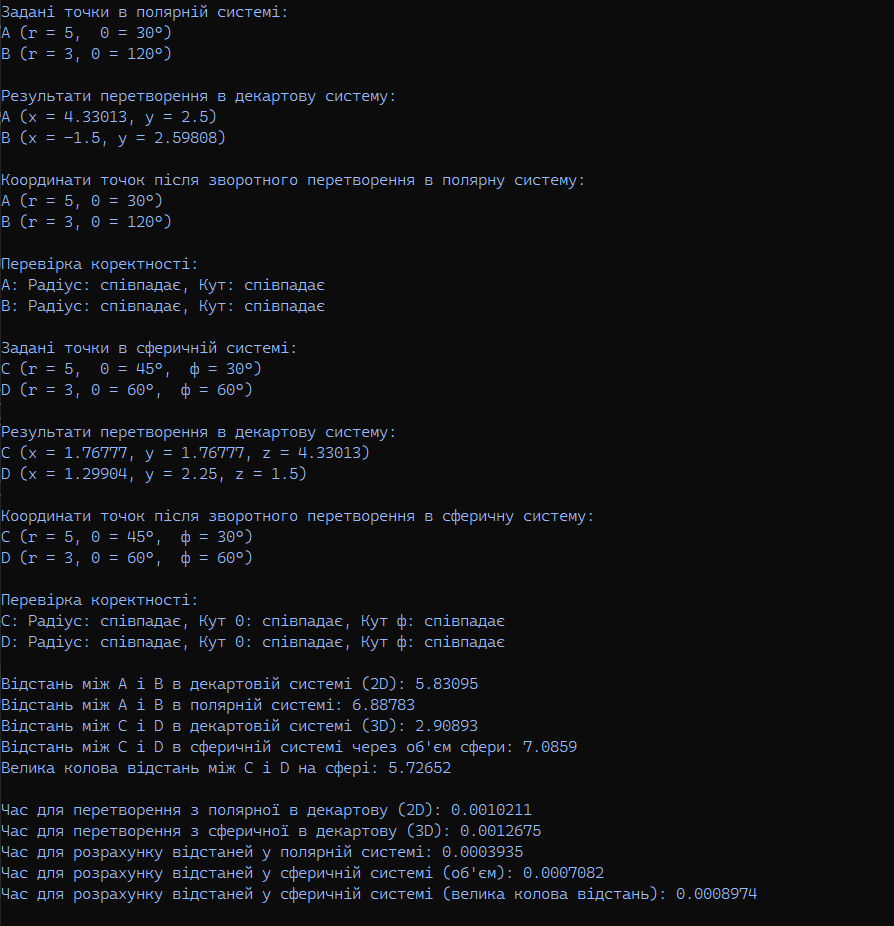 Задані точки в полярній системі:
A (r = 5,  0 = 30°)
B (r = 3, 0 = 120°)
Результати перетворення в декартову систему:
A (x = 4.33013, y = 2.5)
B (x = -1.5, y = 2.59808)
Координати точок після зворотного перетворення в полярну систему:
A (r = 5, 0 = 30°)
B (r = 3, 0 = 120°)
Перевірка коректності:
A: Радіус: співпадає, Кут: співпадає
B: Радіус: співпадає, Кут: співпадає
Задані точки в сферичній системі:
C (r = 5,  0 = 45°,  ф = 30°)
D (r = 3, 0 = 60°,  ф = 60°)
Результати перетворення в декартову систему:
C (x = 1.76777, y = 1.76777, z = 4.33013)
D (x = 1.29904, y = 2.25, z = 1.5)
Координати точок після зворотного перетворення в сферичну систему:
C (r = 5, 0 = 45°,  ф = 30°)
D (r = 3, 0 = 60°,  ф = 60°)
Перевірка коректності:
C: Радіус: співпадає, Кут 0: співпадає, Кут ф: співпадає
D: Радіус: співпадає, Кут 0: співпадає, Кут ф: співпадає
Відстань між A і B в декартовій системі (2D): 5.83095
Відстань між A і B в полярній системі: 6.88783
Відстань між C і D в декартовій системі (3D): 2.90893
Відстань між C і D в сферичній системі через об'єм сфери: 7.0859
Велика колова відстань між C і D на сфері: 5.72652
Час для перетворення з полярної в декартову (2D): 0.0010211
Час для перетворення з сферичної в декартову (3D): 0.0012675
Час для розрахунку відстаней у полярній системі: 0.0003935
Час для розрахунку відстаней у сферичній системі (об'єм): 0.0007082
Час для розрахунку відстаней у сферичній системі (велика колова відстань): 0.0008974